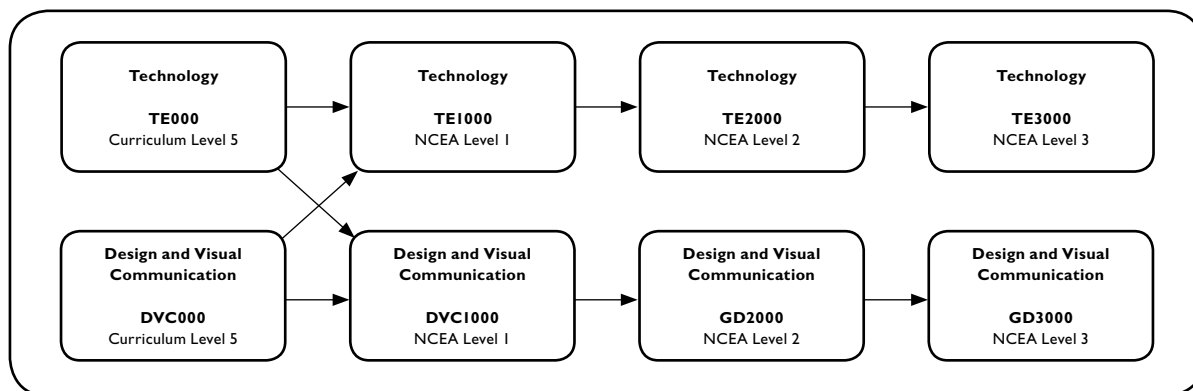 Technology
TE000
Curriculum Level 5
Technology
TE1000
NCEA Level 1
Technology
TE2000
NCEA Level 2
Technology
TE3000
NCEA Level 3
Design and Visual
Communication
DVC000
Curriculum Level 5
Design and Visual
Communication
DVC1000
NCEA Level 1
Design and Visual
Communication
GD2000
NCEA Level 2
Design and Visual
Communication
GD3000
NCEA Level 3